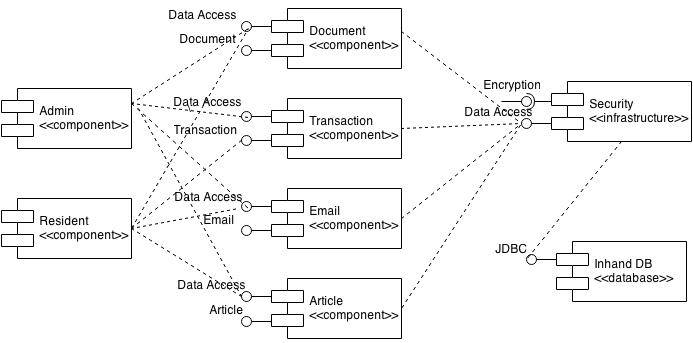 Data Access
Document
Document
<<component>>
Admin
<<component>>
Data Access
Transaction
Transaction
<<component>>
Encryption
Data Access
Security
<<infrastructure>>
Resident
<<component>>
Data Access
Email
Email
<<component>>
JDBC
Inhand DB
<<database>>
Data Access
Article
Article
<<component>>